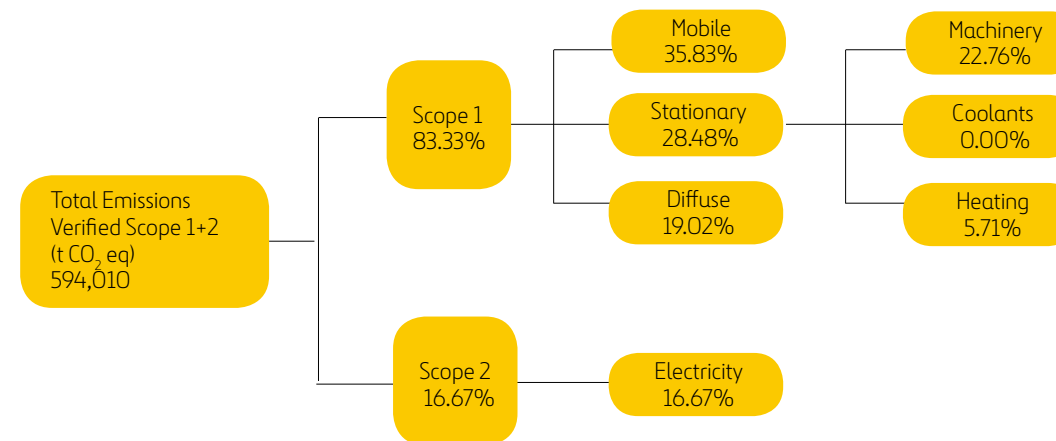 Total Emissions
Verified Scope 1+2
(t CO₂ eq)
594,010
Scope 1
83.33%
Mobile
35.83%
Stationary
28.48%
Diffuse
19.02%
Machinery
22.76%
Coolants
0.00%
Heating
5.71%
Scope 2
16.67%
Electricity
16.67%